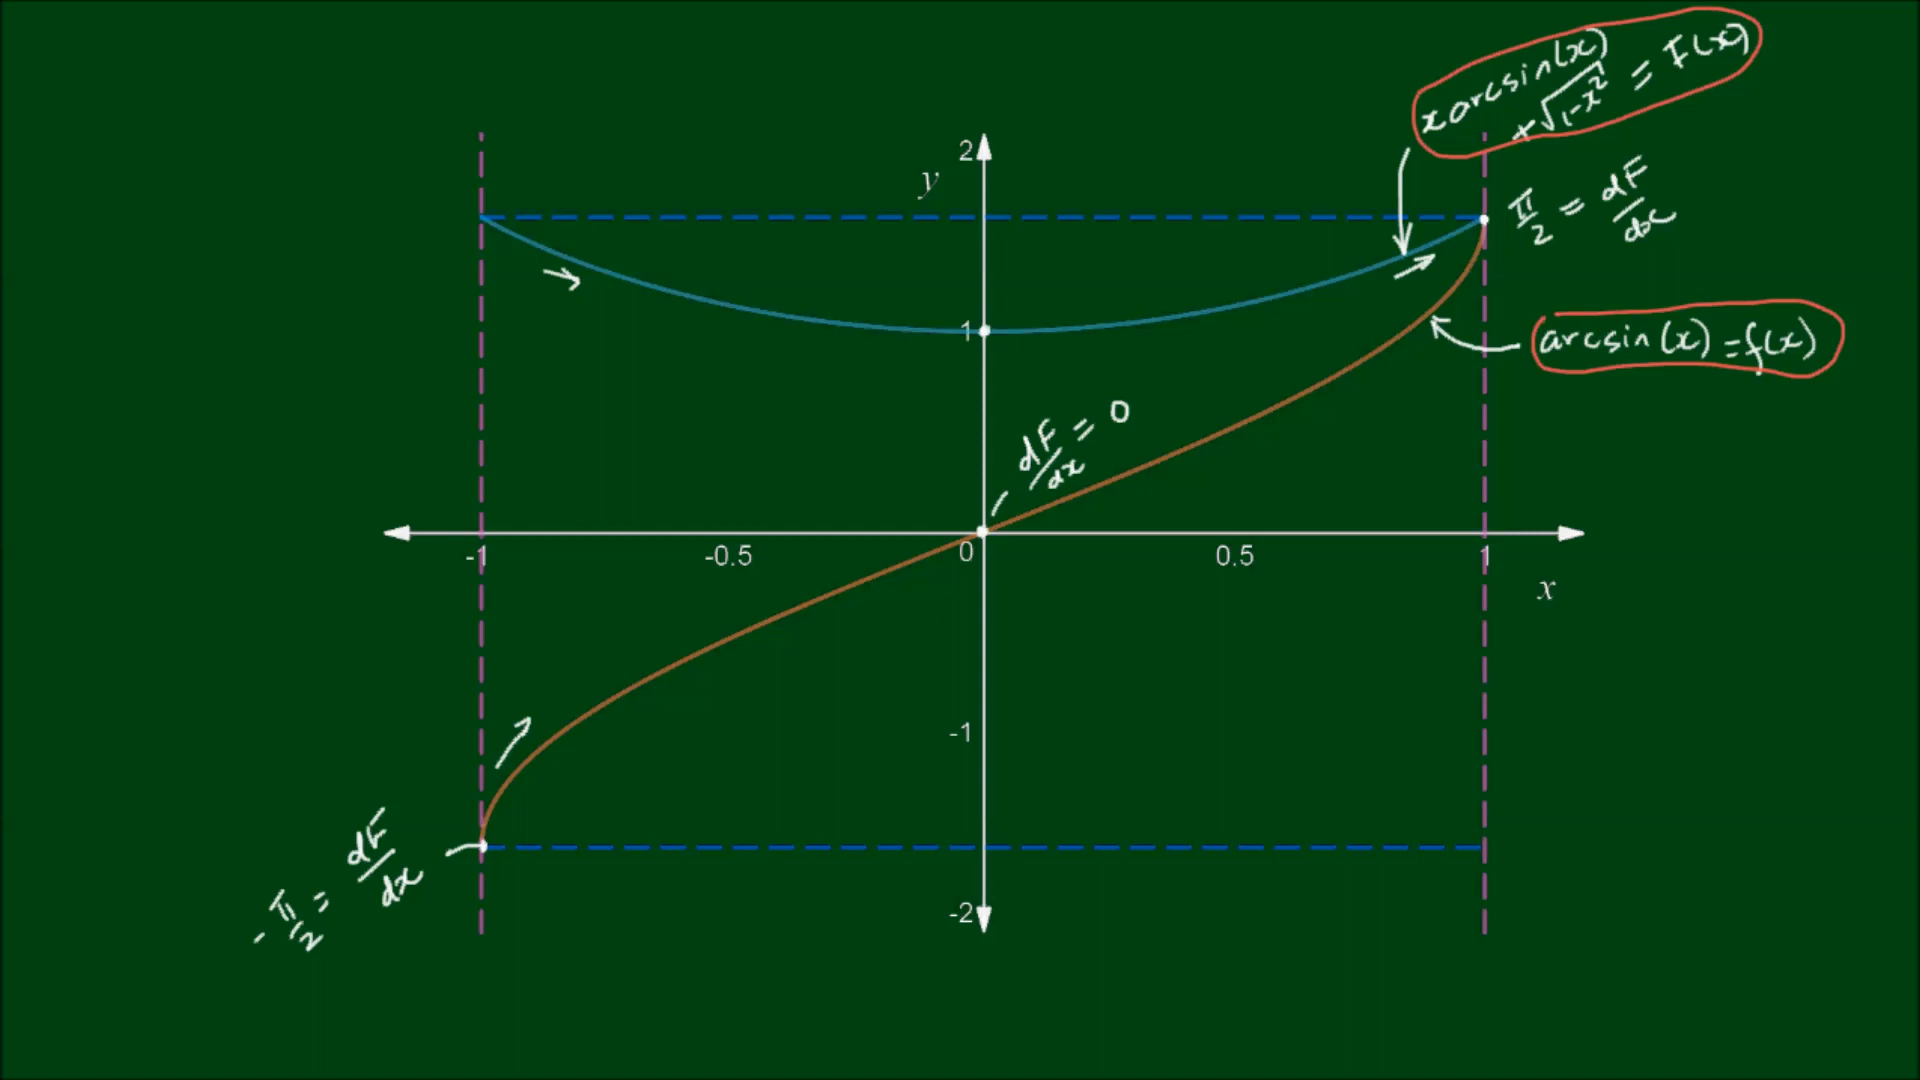 x arcsin(x)
+ √1-x² = F(x)
2
y
π/2 = dF/dx
1
arcsin(x) = f(x)
dF/dx = 0
-1
-0.5
0
0.5
1
x
-1
-π/2 = dF/dx
-2